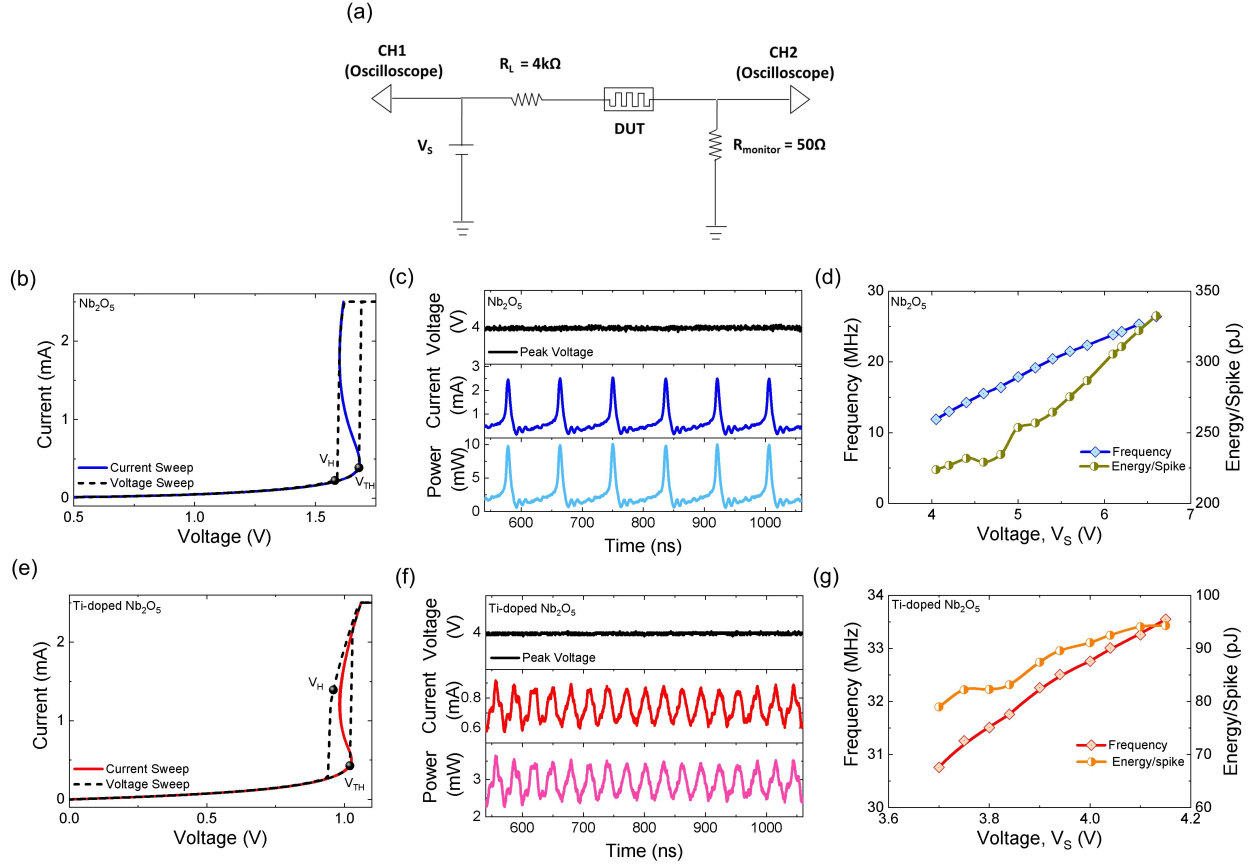 (a)
CH1
(Oscilloscope)
R_L = 4kΩ
CH2
(Oscilloscope)
DUT
V_S
R_monitor = 50Ω
(b)
Nb₂O₅
Current (mA)
2
1
0
0.5
1.0
1.5
Voltage (V)
V_H
V_TH
Current Sweep
Voltage Sweep
(c)
Nb₂O₅
Voltage
(V)
4
Peak Voltage
Current
(mA)
3
2
1
Power
(mW)
10
5
0
600
700
800
900
1000
Time (ns)
(d)
Nb₂O₅
Frequency (MHz)
30
20
10
0
Energy/Spike (pJ)
350
300
250
200
4
5
6
7
Voltage, V_S (V)
Frequency
Energy/Spike
(e)
Ti-doped Nb₂O₅
Current (mA)
2
1
0
0.0
0.5
1.0
Voltage (V)
V_H
V_TH
Current Sweep
Voltage Sweep
(f)
Ti-doped Nb₂O₅
Voltage
(V)
4
Peak Voltage
Current
(mA)
0.9
0.6
Power
(mW)
3
2
600
700
800
900
1000
Time (ns)
(g)
Ti-doped Nb₂O₅
Frequency (MHz)
34
33
32
31
30
Energy/Spike (pJ)
100
90
80
70
60
3.6
3.8
4.0
4.2
Voltage, V_S (V)
Frequency
Energy/spike